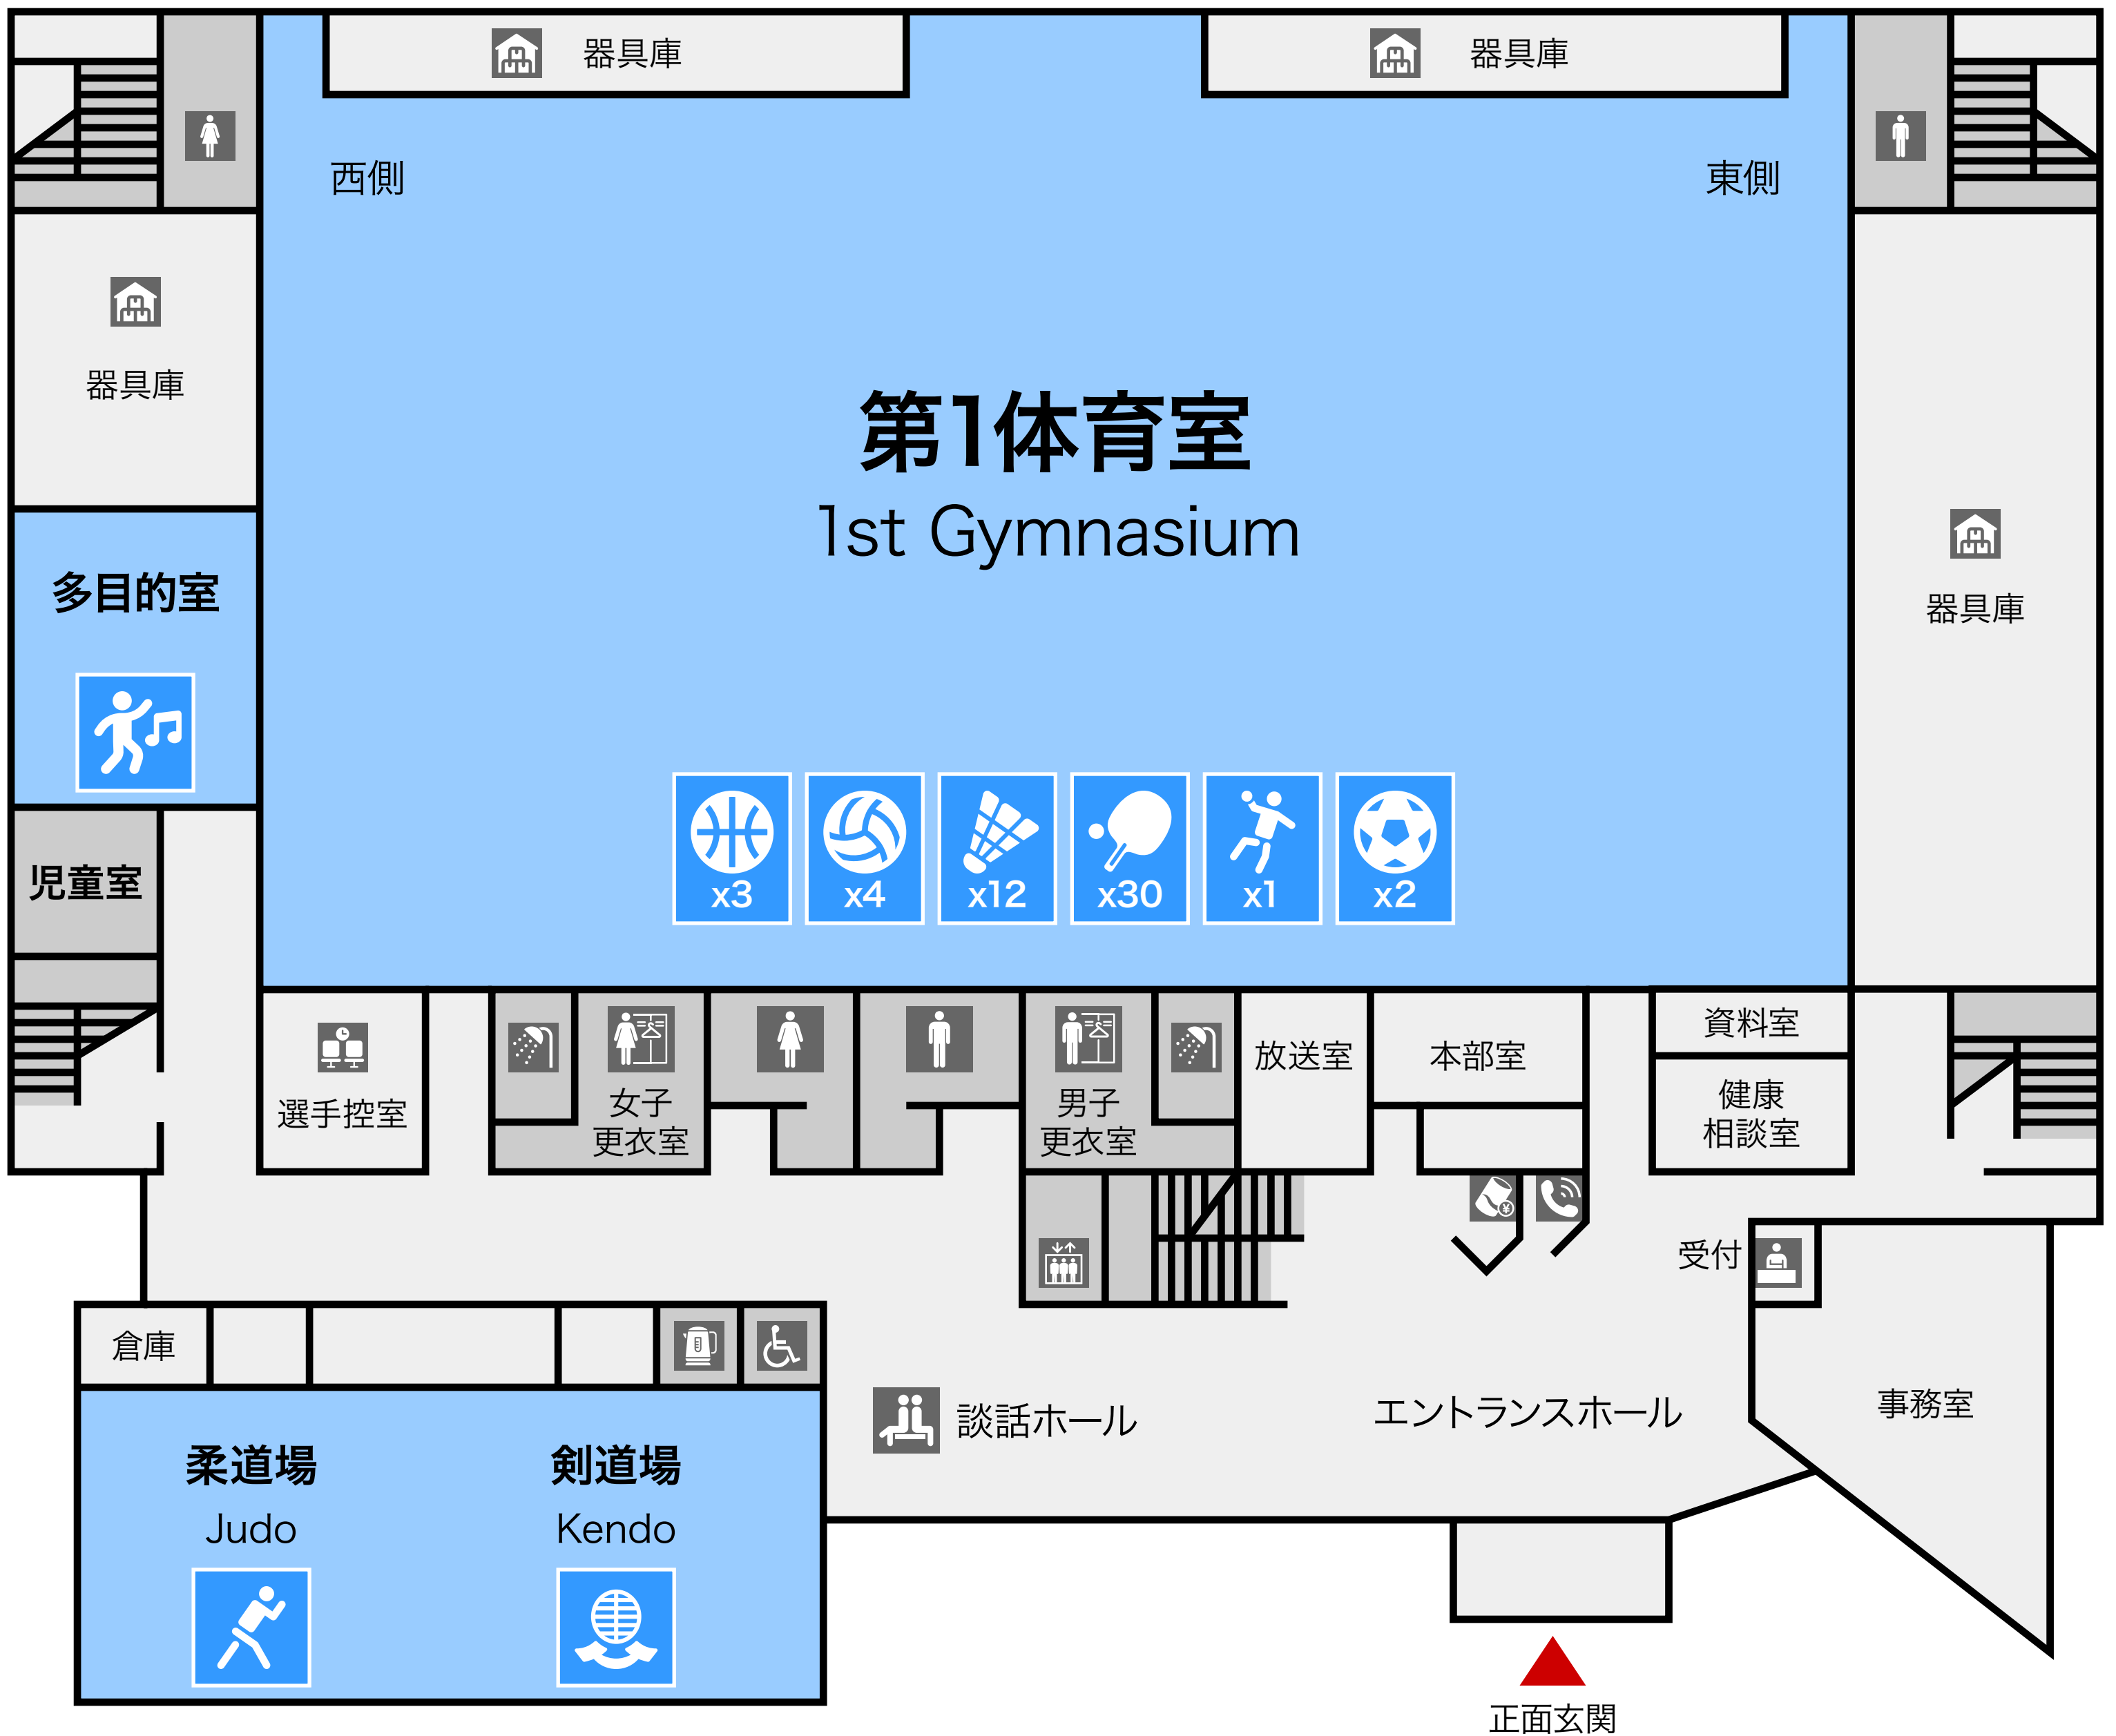 器具庫
器具庫
西側
東側
器具庫
第1体育室
1st Gymnasium
多目的室
器具庫
x3
x4
x12
x30
x1
x2
児童室
選手控室
女子
更衣室
男子
更衣室
放送室
本部室
資料室
健康
相談室
¥
受付
倉庫
談話ホール
エントランスホール
事務室
柔道場
Judo
剣道場
Kendo
正面玄関